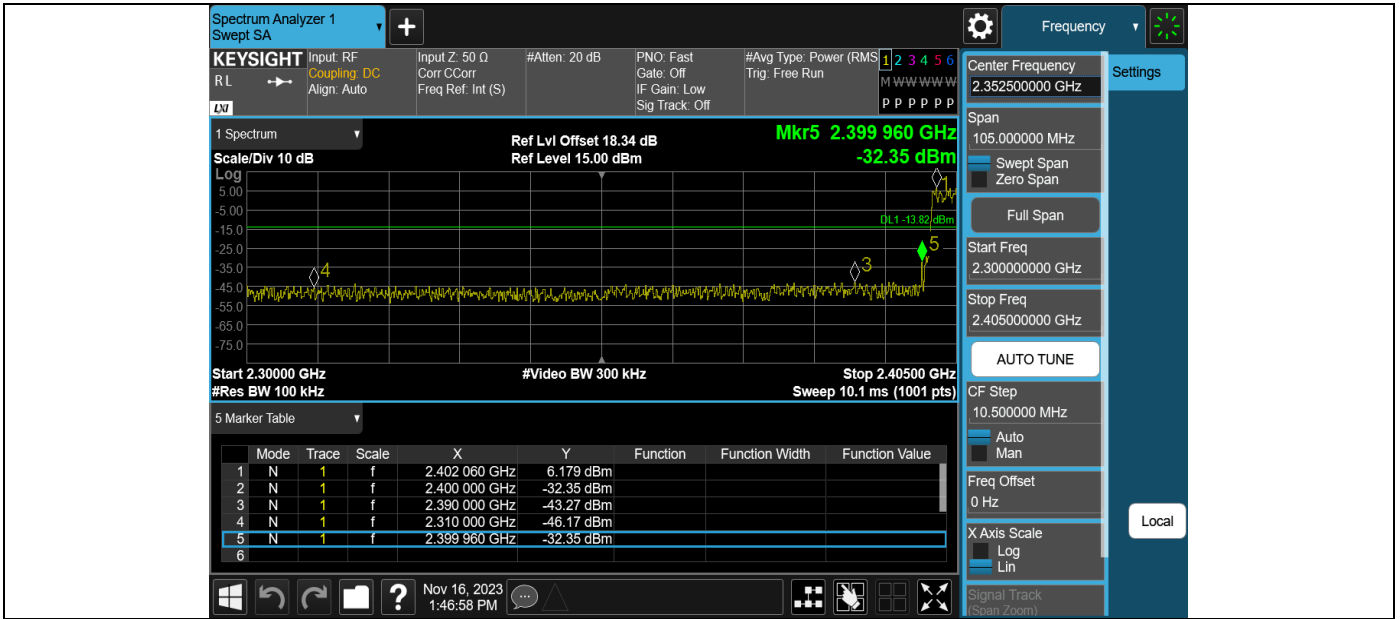 Spectrum Analyzer 1
Swept SA
+
Frequency
KEYSIGHT
RL
LXI
Input: RF
Coupling: DC
Align: Auto
Input Z: 50 Ω
Corr CCorr
Freq Ref: Int (S)
#Atten: 20 dB
PNO: Fast
Gate: Off
IF Gain: Low
Sig Track: Off
#Avg Type: Power (RMS
Trig: Free Run
1 2 3 4 5 6
M W W W W W
P P P P P P
1 Spectrum
Scale/Div 10 dB
Ref Lvl Offset 18.34 dB
Ref Level 15.00 dBm
Mkr5 2.399 960 GHz
-32.35 dBm
Log
5.00
-5.00
-15.0
-25.0
-35.0
-45.0
-55.0
-65.0
-75.0
1
DL1 -13.82 dBm
5
3
4
Start 2.30000 GHz
#Video BW 300 kHz
Stop 2.40500 GHz
#Res BW 100 kHz
Sweep 10.1 ms (1001 pts)
5 Marker Table
Mode Trace Scale X Y Function Function Width Function Value
1 N 1 f 2.402 060 GHz 6.179 dBm
2 N 1 f 2.400 000 GHz -32.35 dBm
3 N 1 f 2.390 000 GHz -43.27 dBm
4 N 1 f 2.310 000 GHz -46.17 dBm
5 N 1 f 2.399 960 GHz -32.35 dBm
6
?
Nov 16, 2023
1:46:58 PM
Center Frequency
2.352500000 GHz
Settings
Span
105.000000 MHz
Swept Span
Zero Span
Full Span
Start Freq
2.300000000 GHz
Stop Freq
2.405000000 GHz
AUTO TUNE
CF Step
10.500000 MHz
Auto
Man
Freq Offset
0 Hz
Local
X Axis Scale
Log
Lin
Signal Track
(Span Zoom)